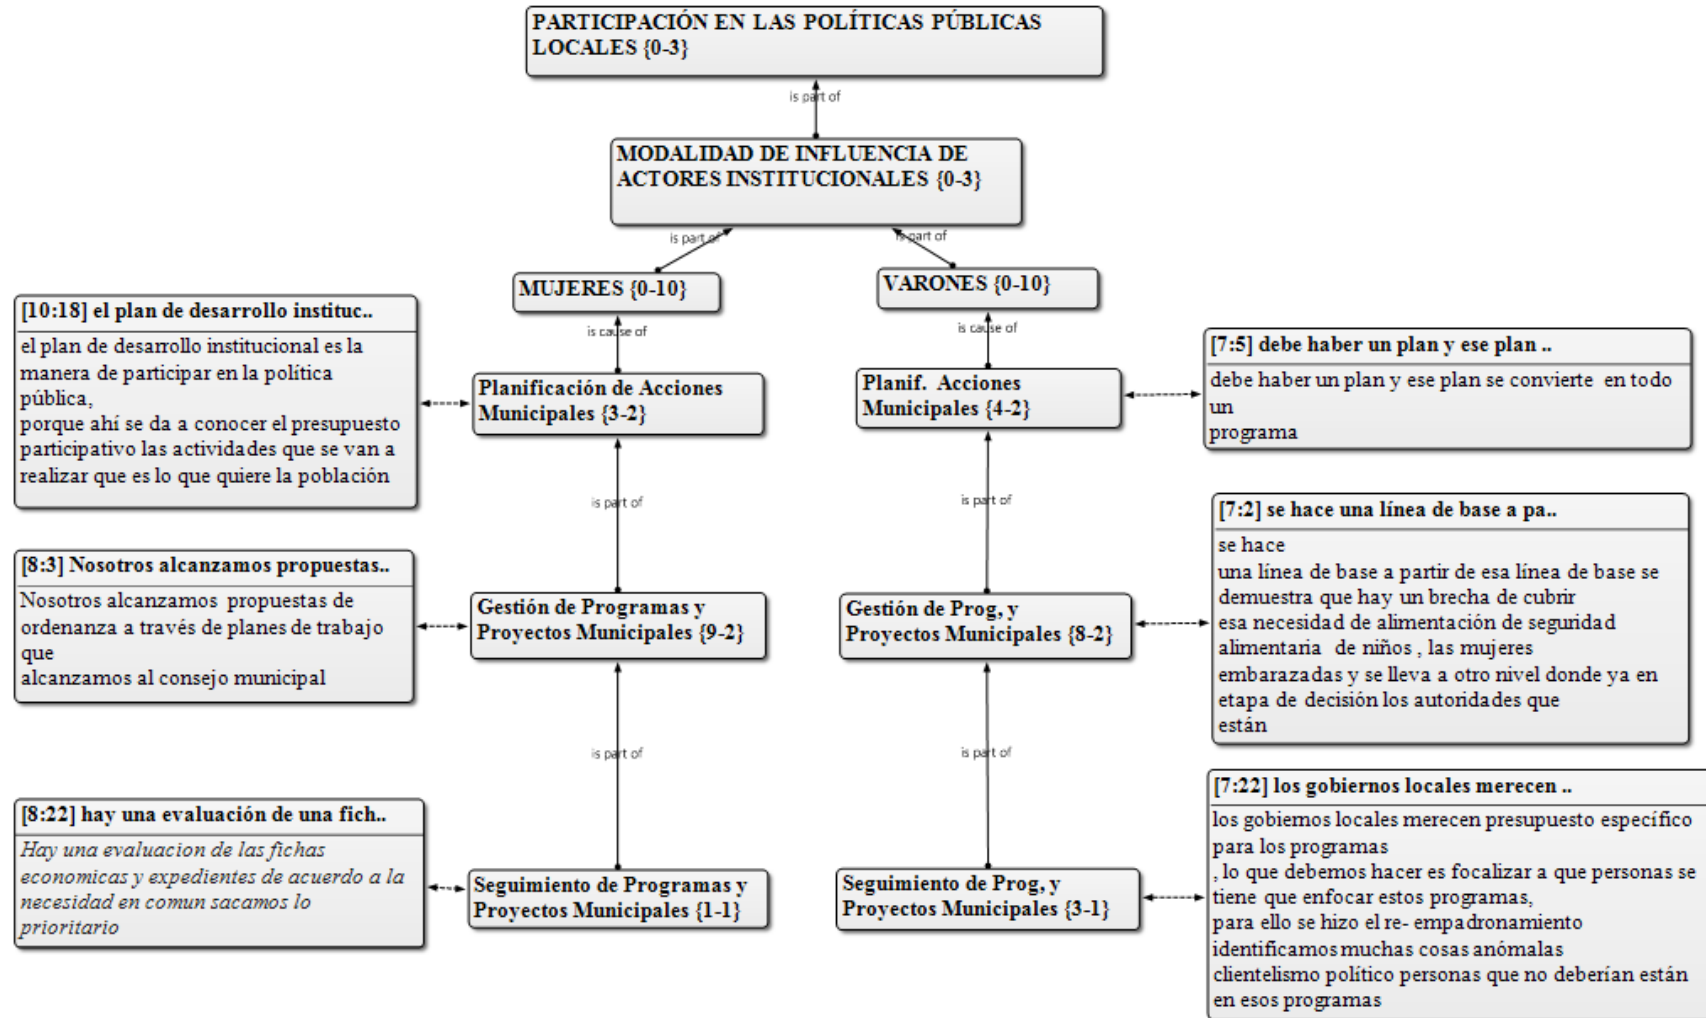 PARTICIPACIÓN EN LAS POLÍTICAS PÚBLICAS
LOCALES {0-3}
is part of
MODALIDAD DE INFLUENCIA DE
ACTORES INSTITUCIONALES {0-3}
is part of
is part of
MUJERES {0-10}
VARONES {0-10}
is cause of
is cause of
[10:18] el plan de desarrollo instituc..
el plan de desarrollo institucional es la
manera de participar en la política
pública,
porque ahí se da a conocer el presupuesto
participativo las actividades que se van a
realizar que es lo que quiere la población
Planificación de Acciones
Municipales {3-2}
Planif. Acciones
Municipales {4-2}
[7:5] debe haber un plan y ese plan ..
debe haber un plan y ese plan se convierte en todo
un
programa
is part of
is part of
[8:3] Nosotros alcanzamos propuestas..
Nosotros alcanzamos propuestas de
ordenanza a través de planes de trabajo
que
alcanzamos al consejo municipal
Gestión de Programas y
Proyectos Municipales {9-2}
Gestión de Prog, y
Proyectos Municipales {8-2}
[7:2] se hace una línea de base a pa..
se hace
una línea de base a partir de esa línea de base se
demuestra que hay un brecha de cubrir
esa necesidad de alimentación de seguridad
alimentaria de niños , las mujeres
embarazadas y se lleva a otro nivel donde ya en
etapa de decisión los autoridades que
están
is part of
is part of
[8:22] hay una evaluación de una fich..
Hay una evaluacion de las fichas
economicas y expedientes de acuerdo a la
necesidad en comun sacamos lo
prioritario
Seguimiento de Programas y
Proyectos Municipales {1-1}
Seguimiento de Prog, y
Proyectos Municipales {3-1}
[7:22] los gobiernos locales merecen ..
los gobiernos locales merecen presupuesto específico
para los programas
, lo que debemos hacer es focalizar a que personas se
tiene que enfocar estos programas,
para ello se hizo el re- empadronamiento
identificamos muchas cosas anómalas
clientelismo político personas que no deberían están
en esos programas